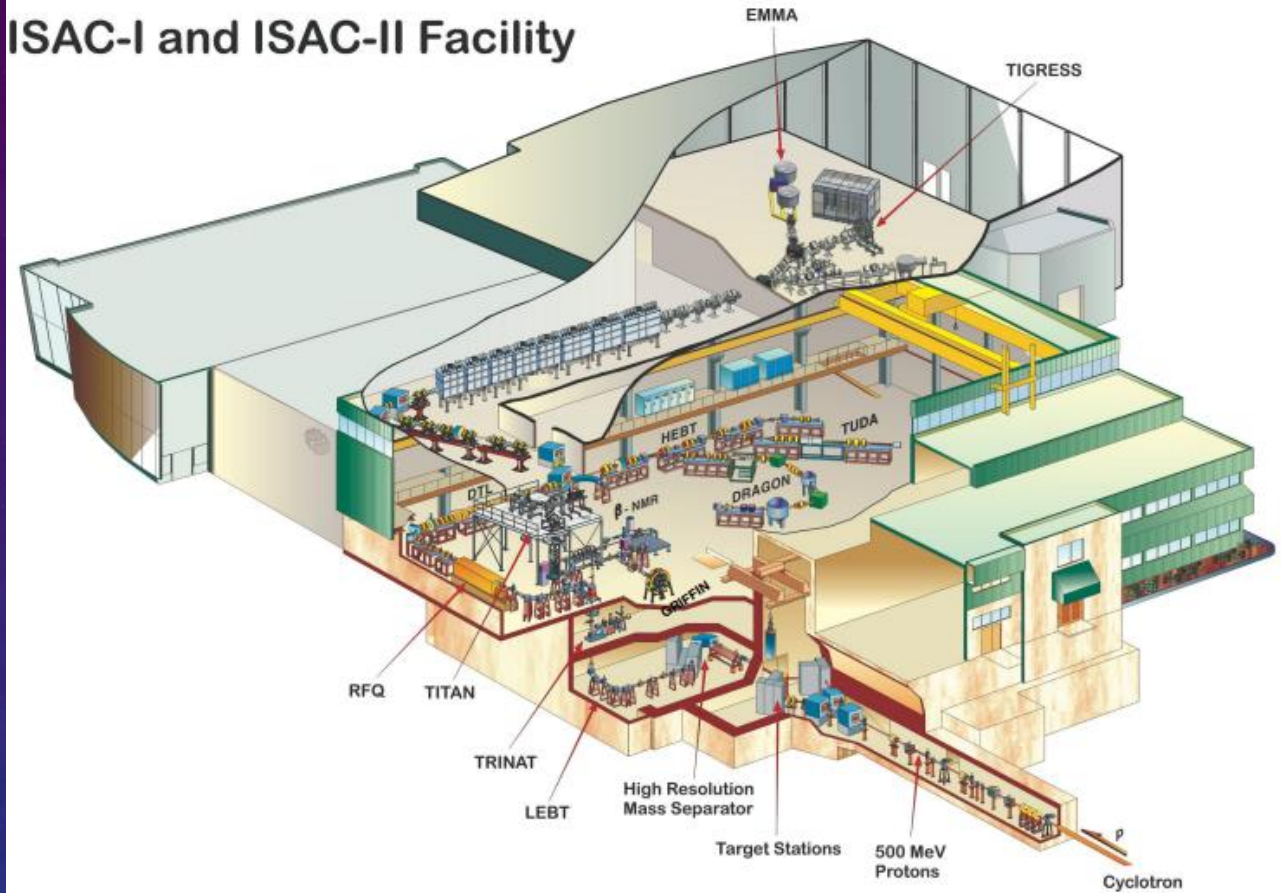 ISAC-I and ISAC-II Facility
EMMA
TIGRESS
HEBT
TUDA
DTL
β - NMR
DRAGON
GRIFFIN
RFQ
TITAN
TRINAT
LEBT
High Resolution
Mass Separator
Target Stations
500 MeV
Protons
P
Cyclotron